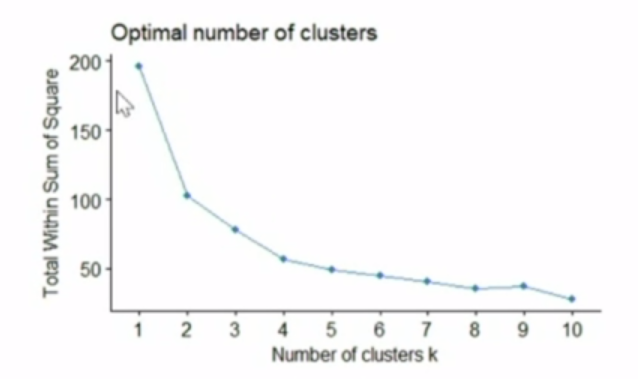 Optimal number of clusters
Total Within Sum of Square
200
150
100
50
1 2 3 4 5 6 7 8 9 10
Number of clusters k